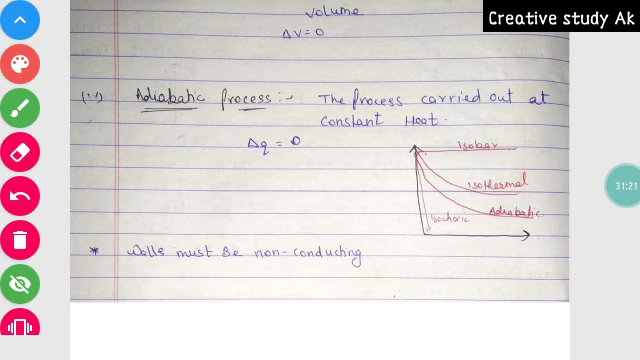 Creative study Ak
volume
ΔV=0
(iv) Adiabatic Process :- The Process carried out at
Constant Heat.
Δq = 0
Isobar
Isothermal
Adiabatic
Isochoric
* Walls must Be non-conducting
31:21